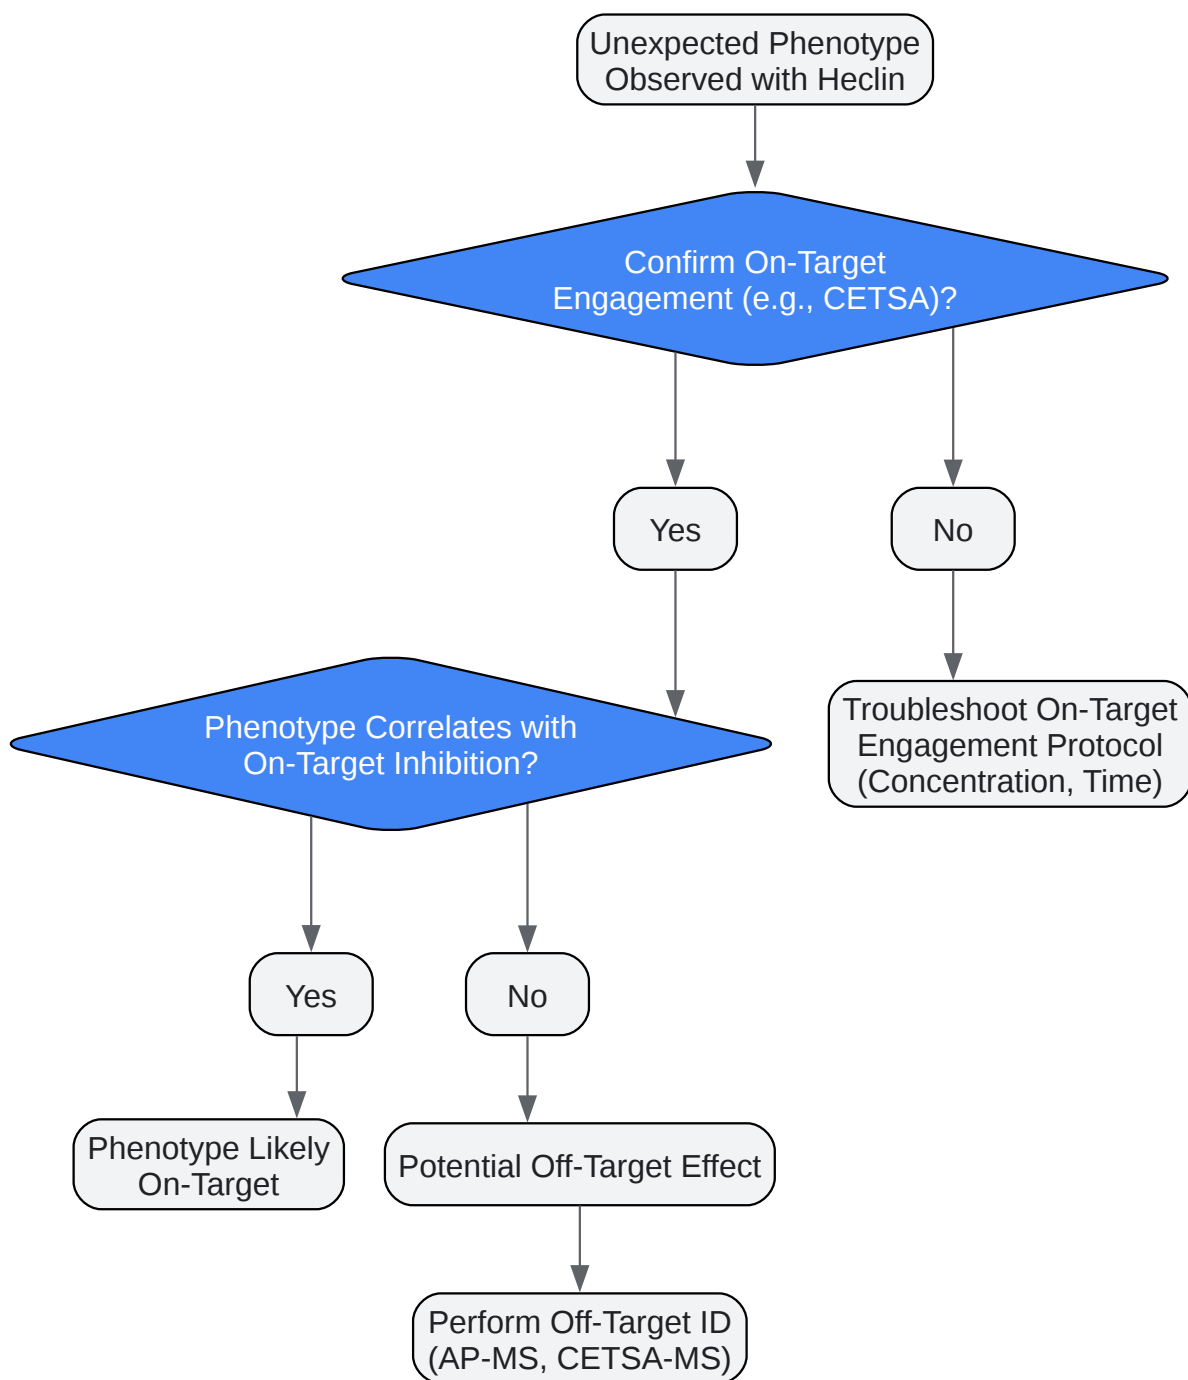 Unexpected Phenotype
Observed with Heclin
Confirm On-Target
Engagement (e.g., CETSA)?
Yes
No
Troubleshoot On-Target
Engagement Protocol
(Concentration, Time)
Phenotype Correlates with
On-Target Inhibition?
Yes
No
Phenotype Likely
On-Target
Potential Off-Target Effect
Perform Off-Target ID
(AP-MS, CETSA-MS)